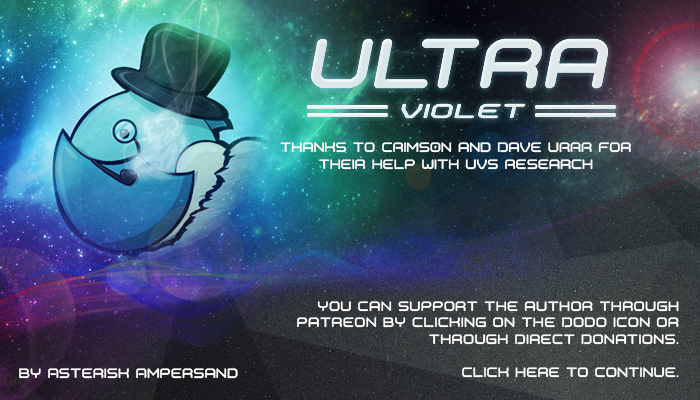 ULTRA
VIOLET
THANKS TO CRIMSON AND DAVE URRR FOR
THEIR HELP WITH UVS RESEARCH
YOU CAN SUPPORT THE AUTHOR THROUGH
PATREON BY CLICKING ON THE DODO ICON OR
THROUGH DIRECT DONATIONS.
BY ASTERISK AMPERSAND
CLICK HERE TO CONTINUE.